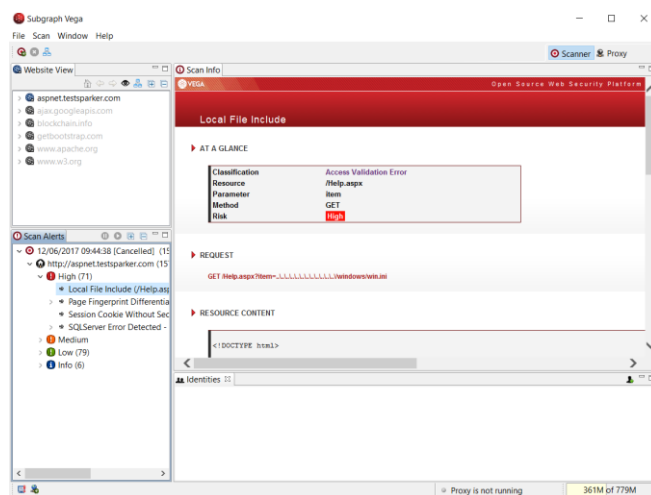 Subgraph Vega
File Scan Window Help
Scanner Proxy
Website View
aspnet.testsparker.com
ajax.googleapis.com
blockchain.info
getbootstrap.com
www.apache.org
www.w3.org
Scan Alerts
12/06/2017 09:44:38 [Cancelled] (15
http://aspnet.testsparker.com (15
High (71)
Local File Include (/Help.asp
Page Fingerprint Differentia
Session Cookie Without Sec
SQLServer Error Detected -
Medium
Low (79)
Info (6)
Scan Info
VEGA Open Source Web Security Platform
Local File Include
AT A GLANCE
Classification Access Validation Error
Resource /Help.aspx
Parameter item
Method GET
Risk High
REQUEST
RESOURCE CONTENT
<!DOCTYPE html>
Identities
Proxy is not running 361M of 779M